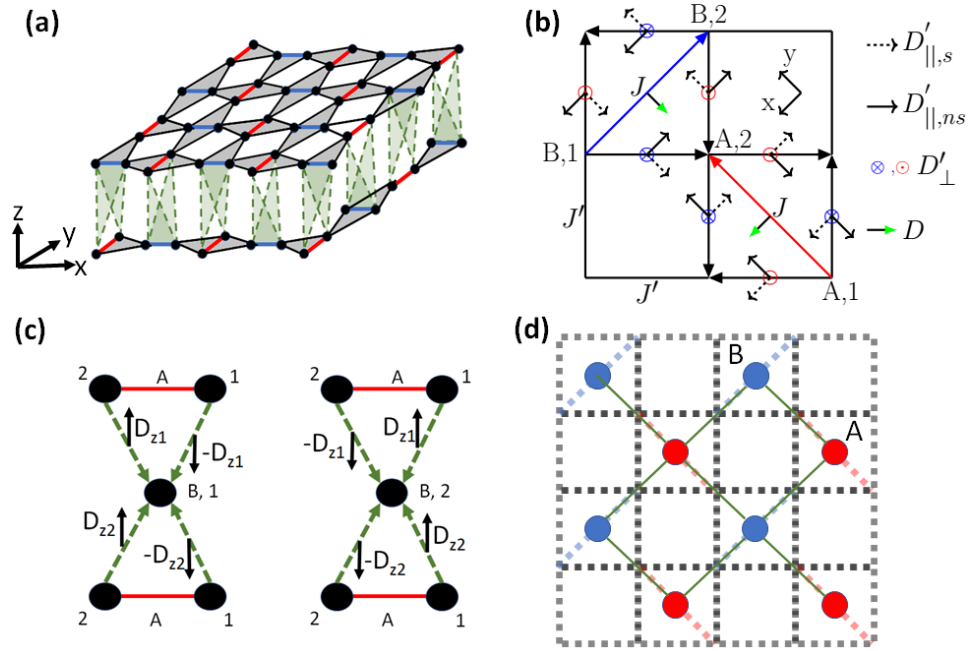 (a)
z
y
x
(b)
B,2
y
x
J
A,2
B,1
J′
J
J′
A,1
D′||,s
D′||,ns
⊗,⊙ D′⊥
D
(c)
2 A 1
Dz1
-Dz1
B, 1
Dz2
-Dz2
2 A 1
2 A 1
-Dz1
Dz1
B, 2
-Dz2
Dz2
2 A 1
(d)
B
A